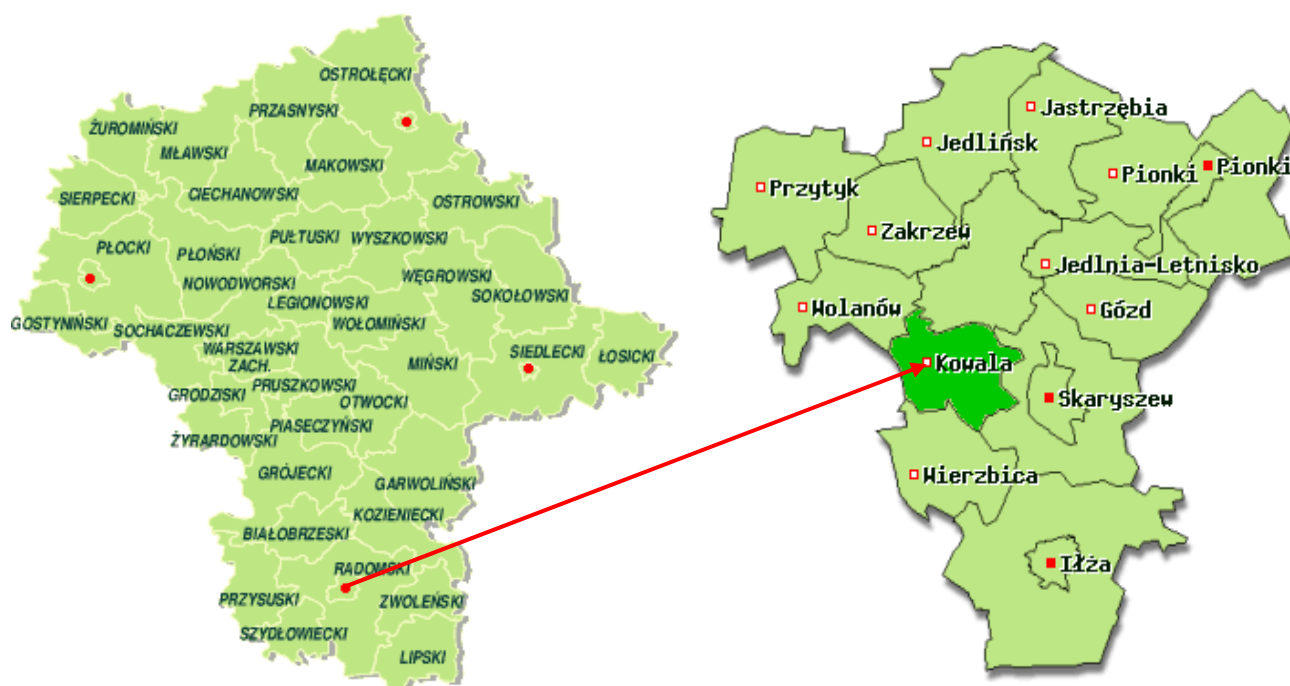 OSTROŁĘCKI
PRZASNYSKI
ŻUROMIŃSKI
MŁAWSKI
MAKOWSKI
CIECHANOWSKI
SIERPECKI
OSTROWSKI
PUŁTUSKI
WYSZKOWSKI
PŁOCKI
PŁOŃSKI
WĘGROWSKI
NOWODWORSKI
SOKOŁOWSKI
LEGIONOWSKI
GOSTYNIŃSKI
SOCHACZEWSKI
WOŁOMIŃSKI
WARSZAWSKI
ZACH.
SIEDLECKI
ŁOSICKI
MIŃSKI
PRUSZKOWSKI
GRODZISKI
OTWOCKI
PIASECZYŃSKI
ŻYRARDOWSKI
GRÓJECKI
GARWOLIŃSKI
KOZIENIECKI
BIAŁOBRZESKI
RADOMSKI
PRZYSUSKI
ZWOLEŃSKI
SZYDŁOWIECKI
LIPSKI
Jastrzębia
Jedlińsk
Pionki
Pionki
Przytyk
Zakrzew
Jedlnia-Letnisko
Wolanów
Gózd
Kowala
Skaryszew
Wierzbica
Iłża